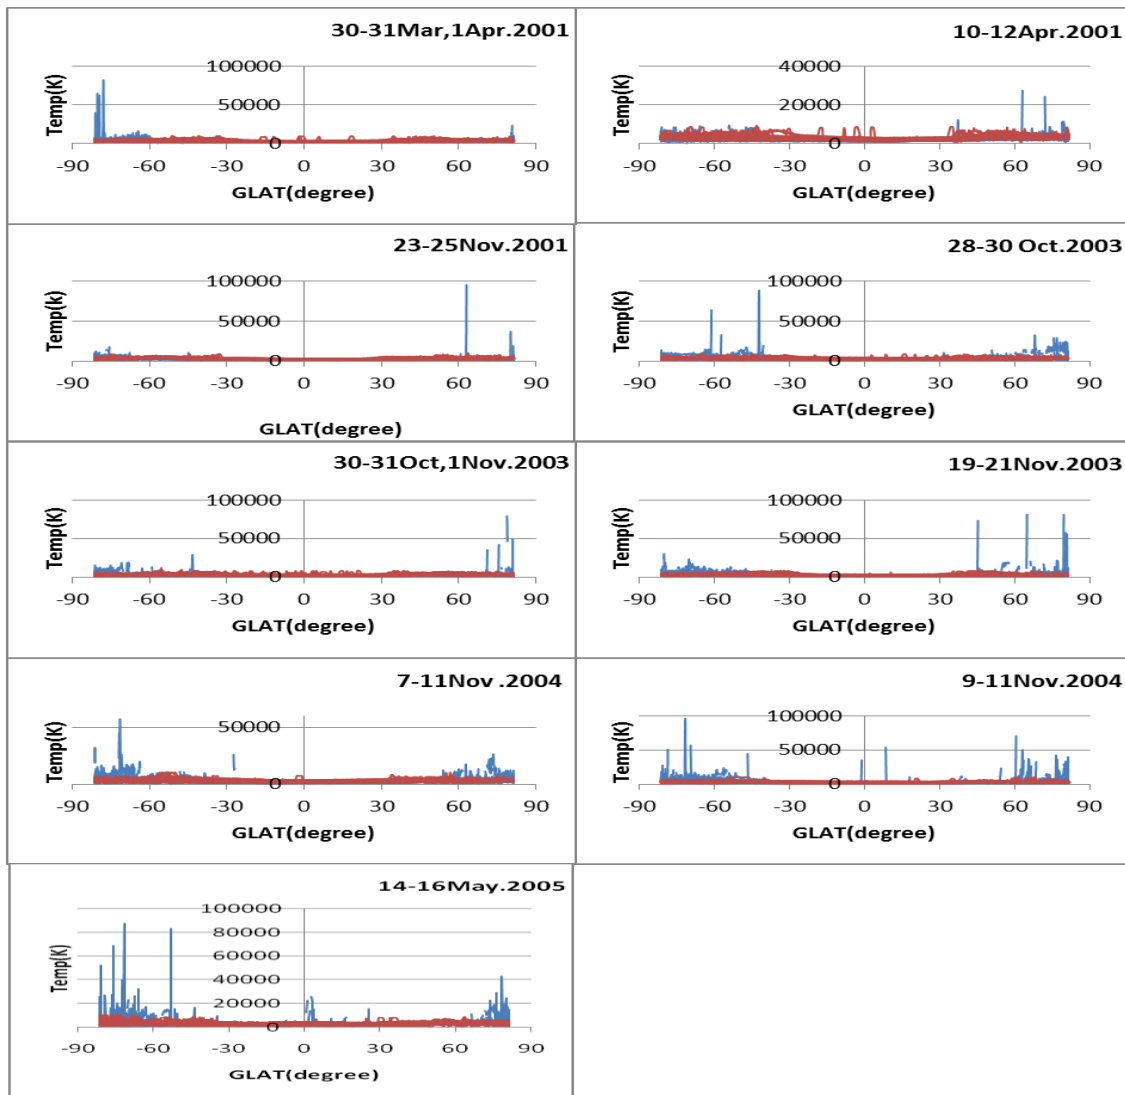 30-31Mar,1Apr.2001
100000
50000
0
Temp(K)
-90 -60 -30 0 30 60 90
GLAT(degree)
10-12Apr.2001
40000
20000
0
Temp(K)
-90 -60 -30 0 30 60 90
GLAT(degree)
23-25Nov.2001
100000
50000
0
Temp(K)
-90 -60 -30 0 30 60 90
GLAT(degree)
28-30 Oct.2003
100000
50000
0
Temp(K)
-90 -60 -30 0 30 60 90
GLAT(degree)
30-31Oct,1Nov.2003
100000
50000
0
Temp(K)
-90 -60 -30 0 30 60 90
GLAT(degree)
19-21Nov.2003
100000
50000
0
Temp(K)
-90 -60 -30 0 30 60 90
GLAT(degree)
7-11Nov .2004
50000
0
Temp(K)
-90 -60 -30 0 30 60 90
GLAT(degree)
9-11Nov.2004
100000
50000
0
Temp(K)
-90 -60 -30 0 30 60 90
GLAT(degree)
14-16May.2005
100000
80000
60000
40000
20000
0
Temp(K)
-90 -60 -30 0 30 60 90
GLAT(degree)